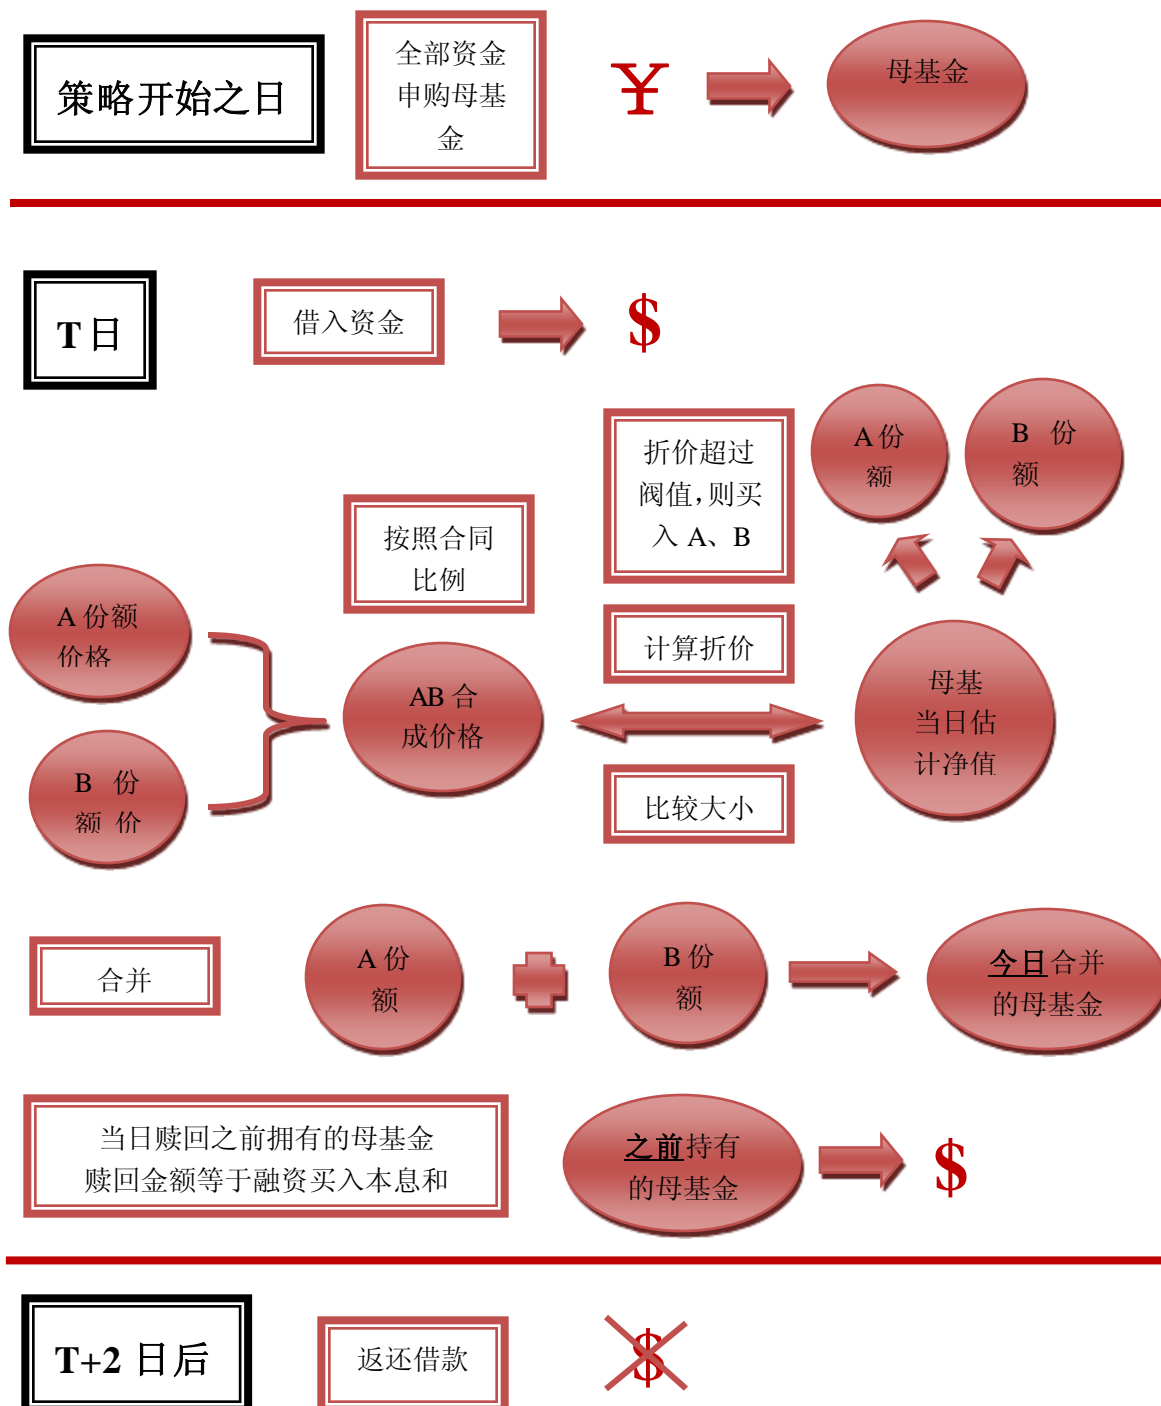 策略开始之日
全部资金
申购母基
金
¥
母基金
T 日
借入资金
$
折价超过
阀值，则买
入 A、B
A 份
额
B 份
额
按照合同
比例
A 份额
价格
B 份
额 价
AB 合
成价格
计算折价
比较大小
母基
当日估
计净值
合并
A 份
额
B 份
额
今日合并
的母基金
当日赎回之前拥有的母基金
赎回金额等于融资买入本息和
之前持有
的母基金
$
T+2 日后
返还借款
$